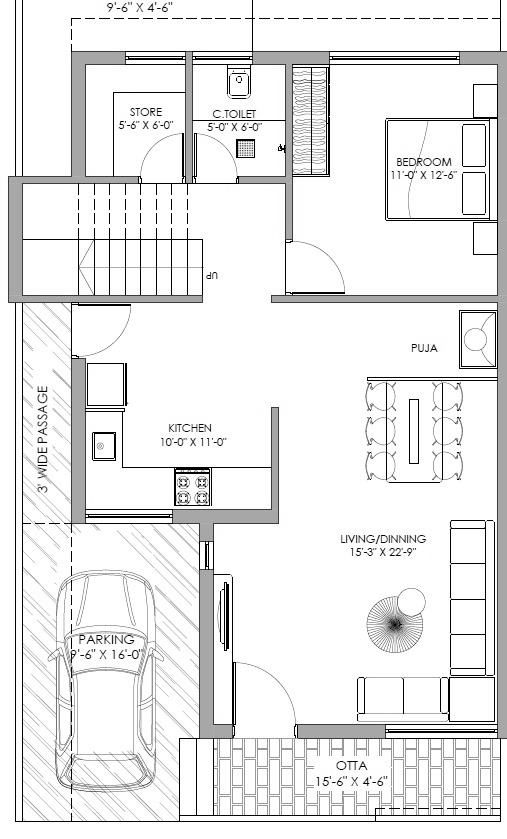 9'-6" X 4'-6"
STORE
5'-6" X 6'-0"
C.TOILET
5'-0" X 6'-0"
BEDROOM
11'-0" X 12'-6"
UP
PUJA
3' WIDE PASSAGE
KITCHEN
10'-0" X 11'-0"
LIVING/DINNING
15'-3" X 22'-9"
PARKING
9'-6" X 16'-0"
OTTA
15'-6" X 4'-6"